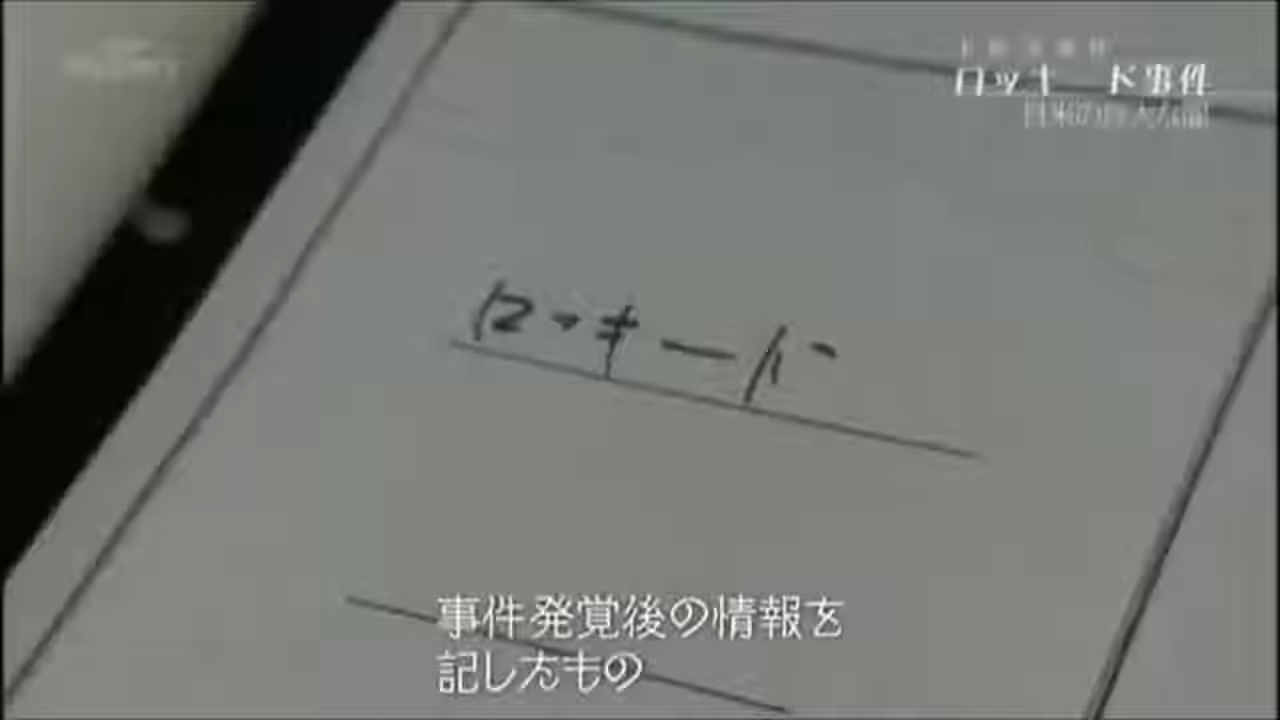 ロッキード事件
ロッキード
事件発覚後の情報を
記したもの